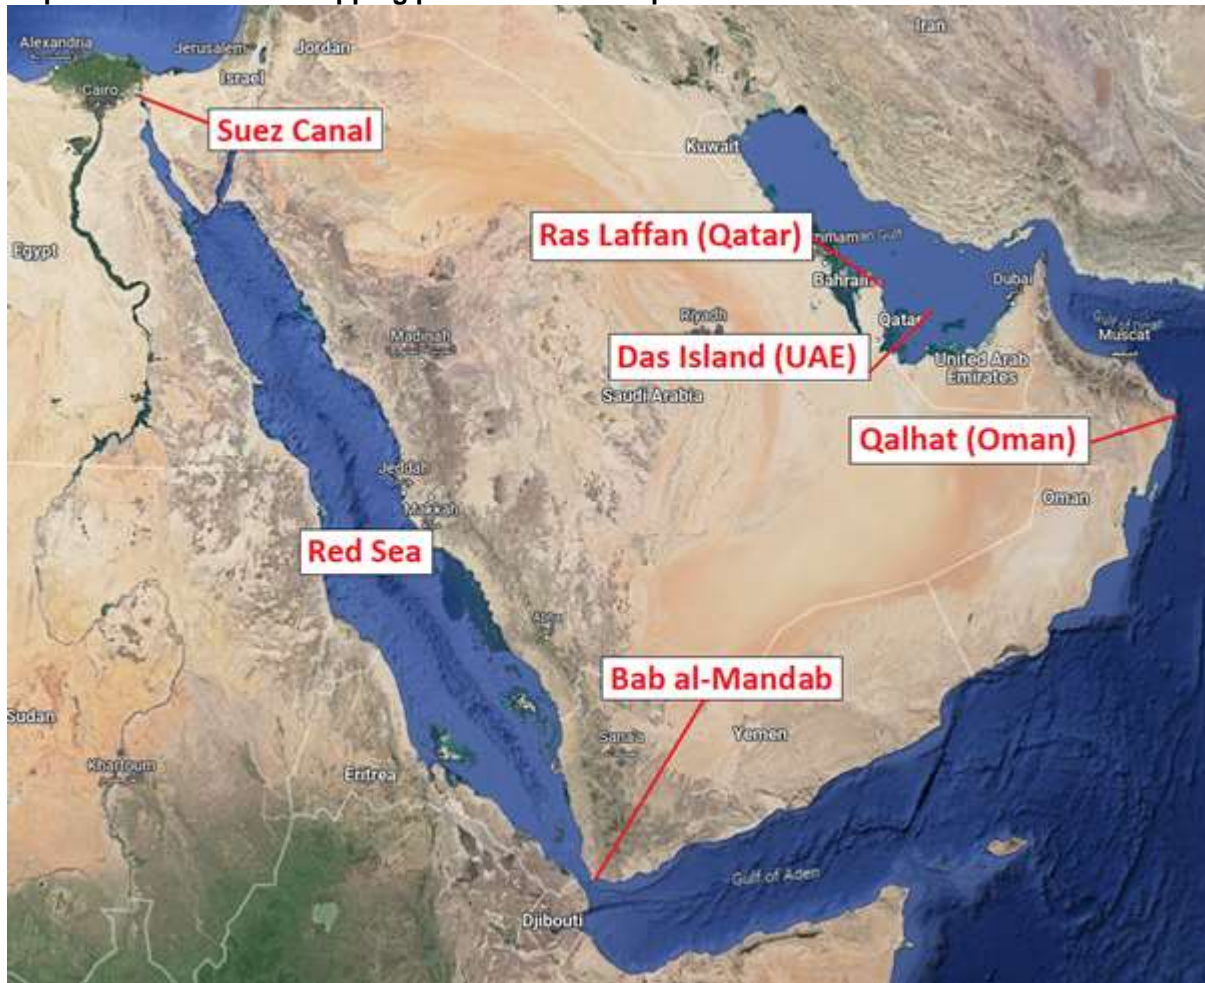 Alexandria
Jerusalem
Jordan
Iran
Israel
Cairo
Suez Canal
Kuwait
Ras Laffan (Qatar)
Egypt
Bahrain
Dubai
Riyadh
Qatar
Madinah
Muscat
Das Island (UAE)
United Arab
Emirates
Saudi Arabia
Qalhat (Oman)
Jeddah
Makkah
Oman
Red Sea
Abha
Bab al-Mandab
Sudan
Sana'a
Yemen
Khartoum
Eritrea
Gulf of Aden
Djibouti